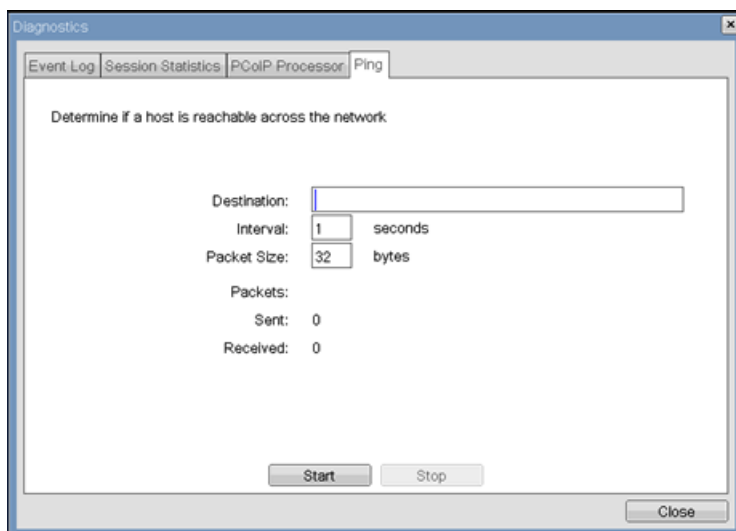 Diagnostics
Event Log Session Statistics PCoIP Processor Ping
Determine if a host is reachable across the network
Destination:
Interval: 1 seconds
Packet Size: 32 bytes
Packets:
Sent: 0
Received: 0
Start Stop
Close